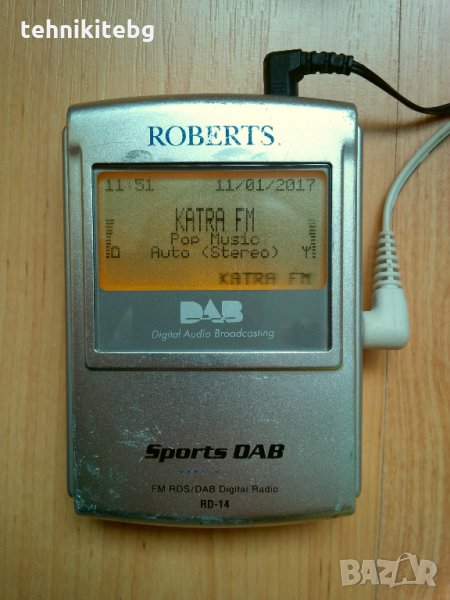 tehnikitebg
ROBERTS
11:51 11/01/2017
KATRA FM
Pop Music
Auto (Stereo)
KATRA FM
DAB
Digital Audio Broadcasting
Sports DAB
FM RDS/DAB Digital Radio
RD-14
BAZAR